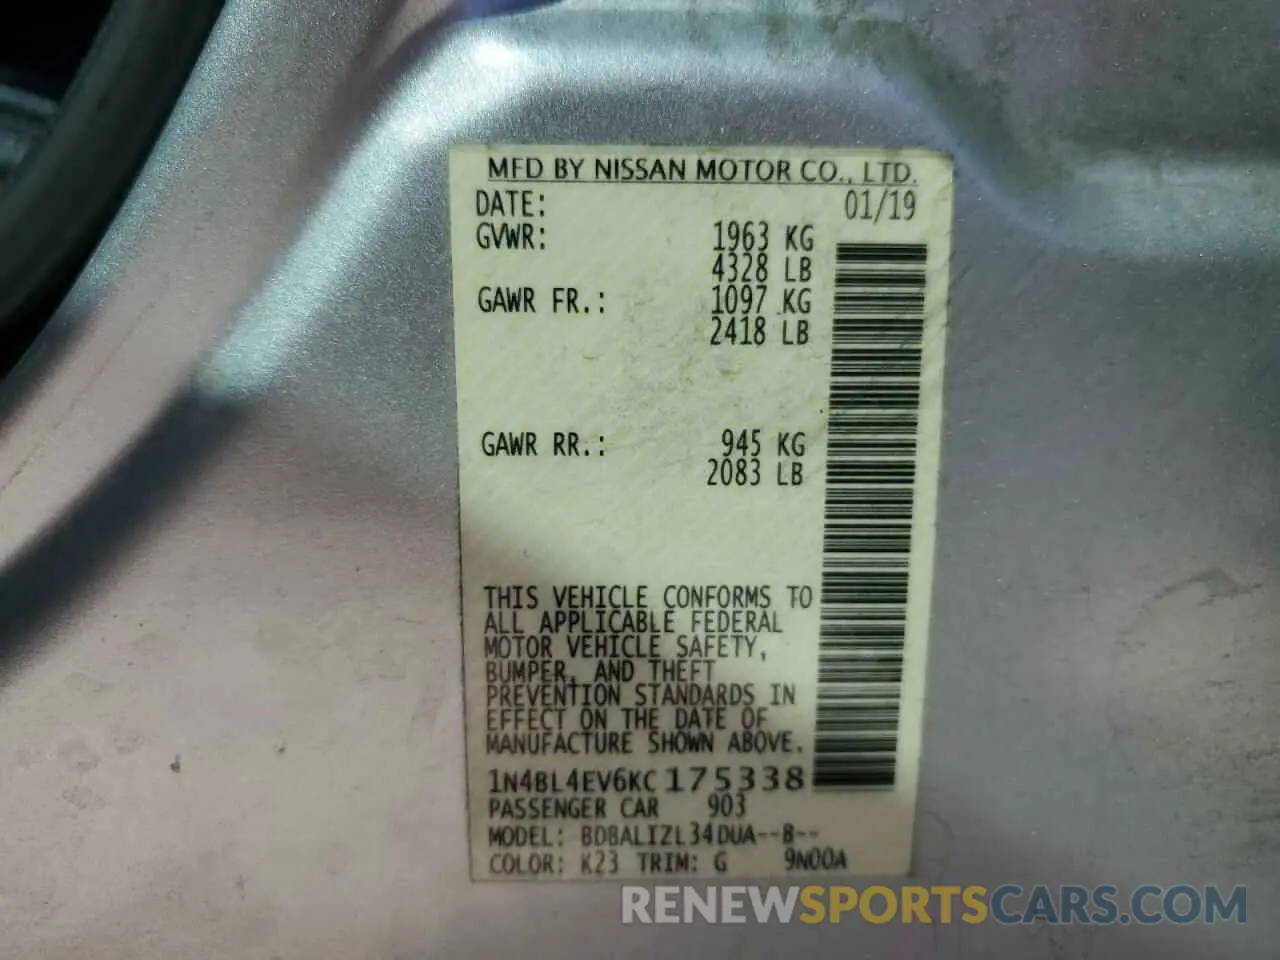 MFD BY NISSAN MOTOR CO., LTD.
DATE: 01/19
GVWR: 1963 KG
4328 LB
GAWR FR.: 1097 KG
2418 LB
GAWR RR.: 945 KG
2083 LB
THIS VEHICLE CONFORMS TO
ALL APPLICABLE FEDERAL
MOTOR VEHICLE SAFETY,
BUMPER, AND THEFT
PREVENTION STANDARDS IN
EFFECT ON THE DATE OF
MANUFACTURE SHOWN ABOVE.
1N4BL4EV6KC175338
PASSENGER CAR 903
MODEL: BDBALIZL34DUA--B--
COLOR: K23 TRIM: G 9N00A
RENEWSPORTSCARS.COM